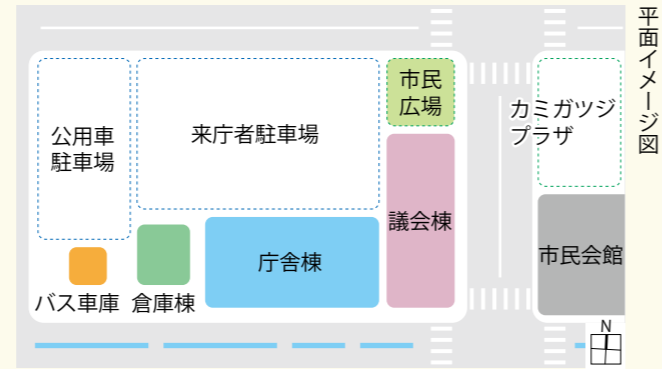 平面イメージ図
公用車
駐車場
来庁者駐車場
市民
広場
カミガツジ
プラザ
議会棟
庁舎棟
市民会館
バス車庫
倉庫棟
N